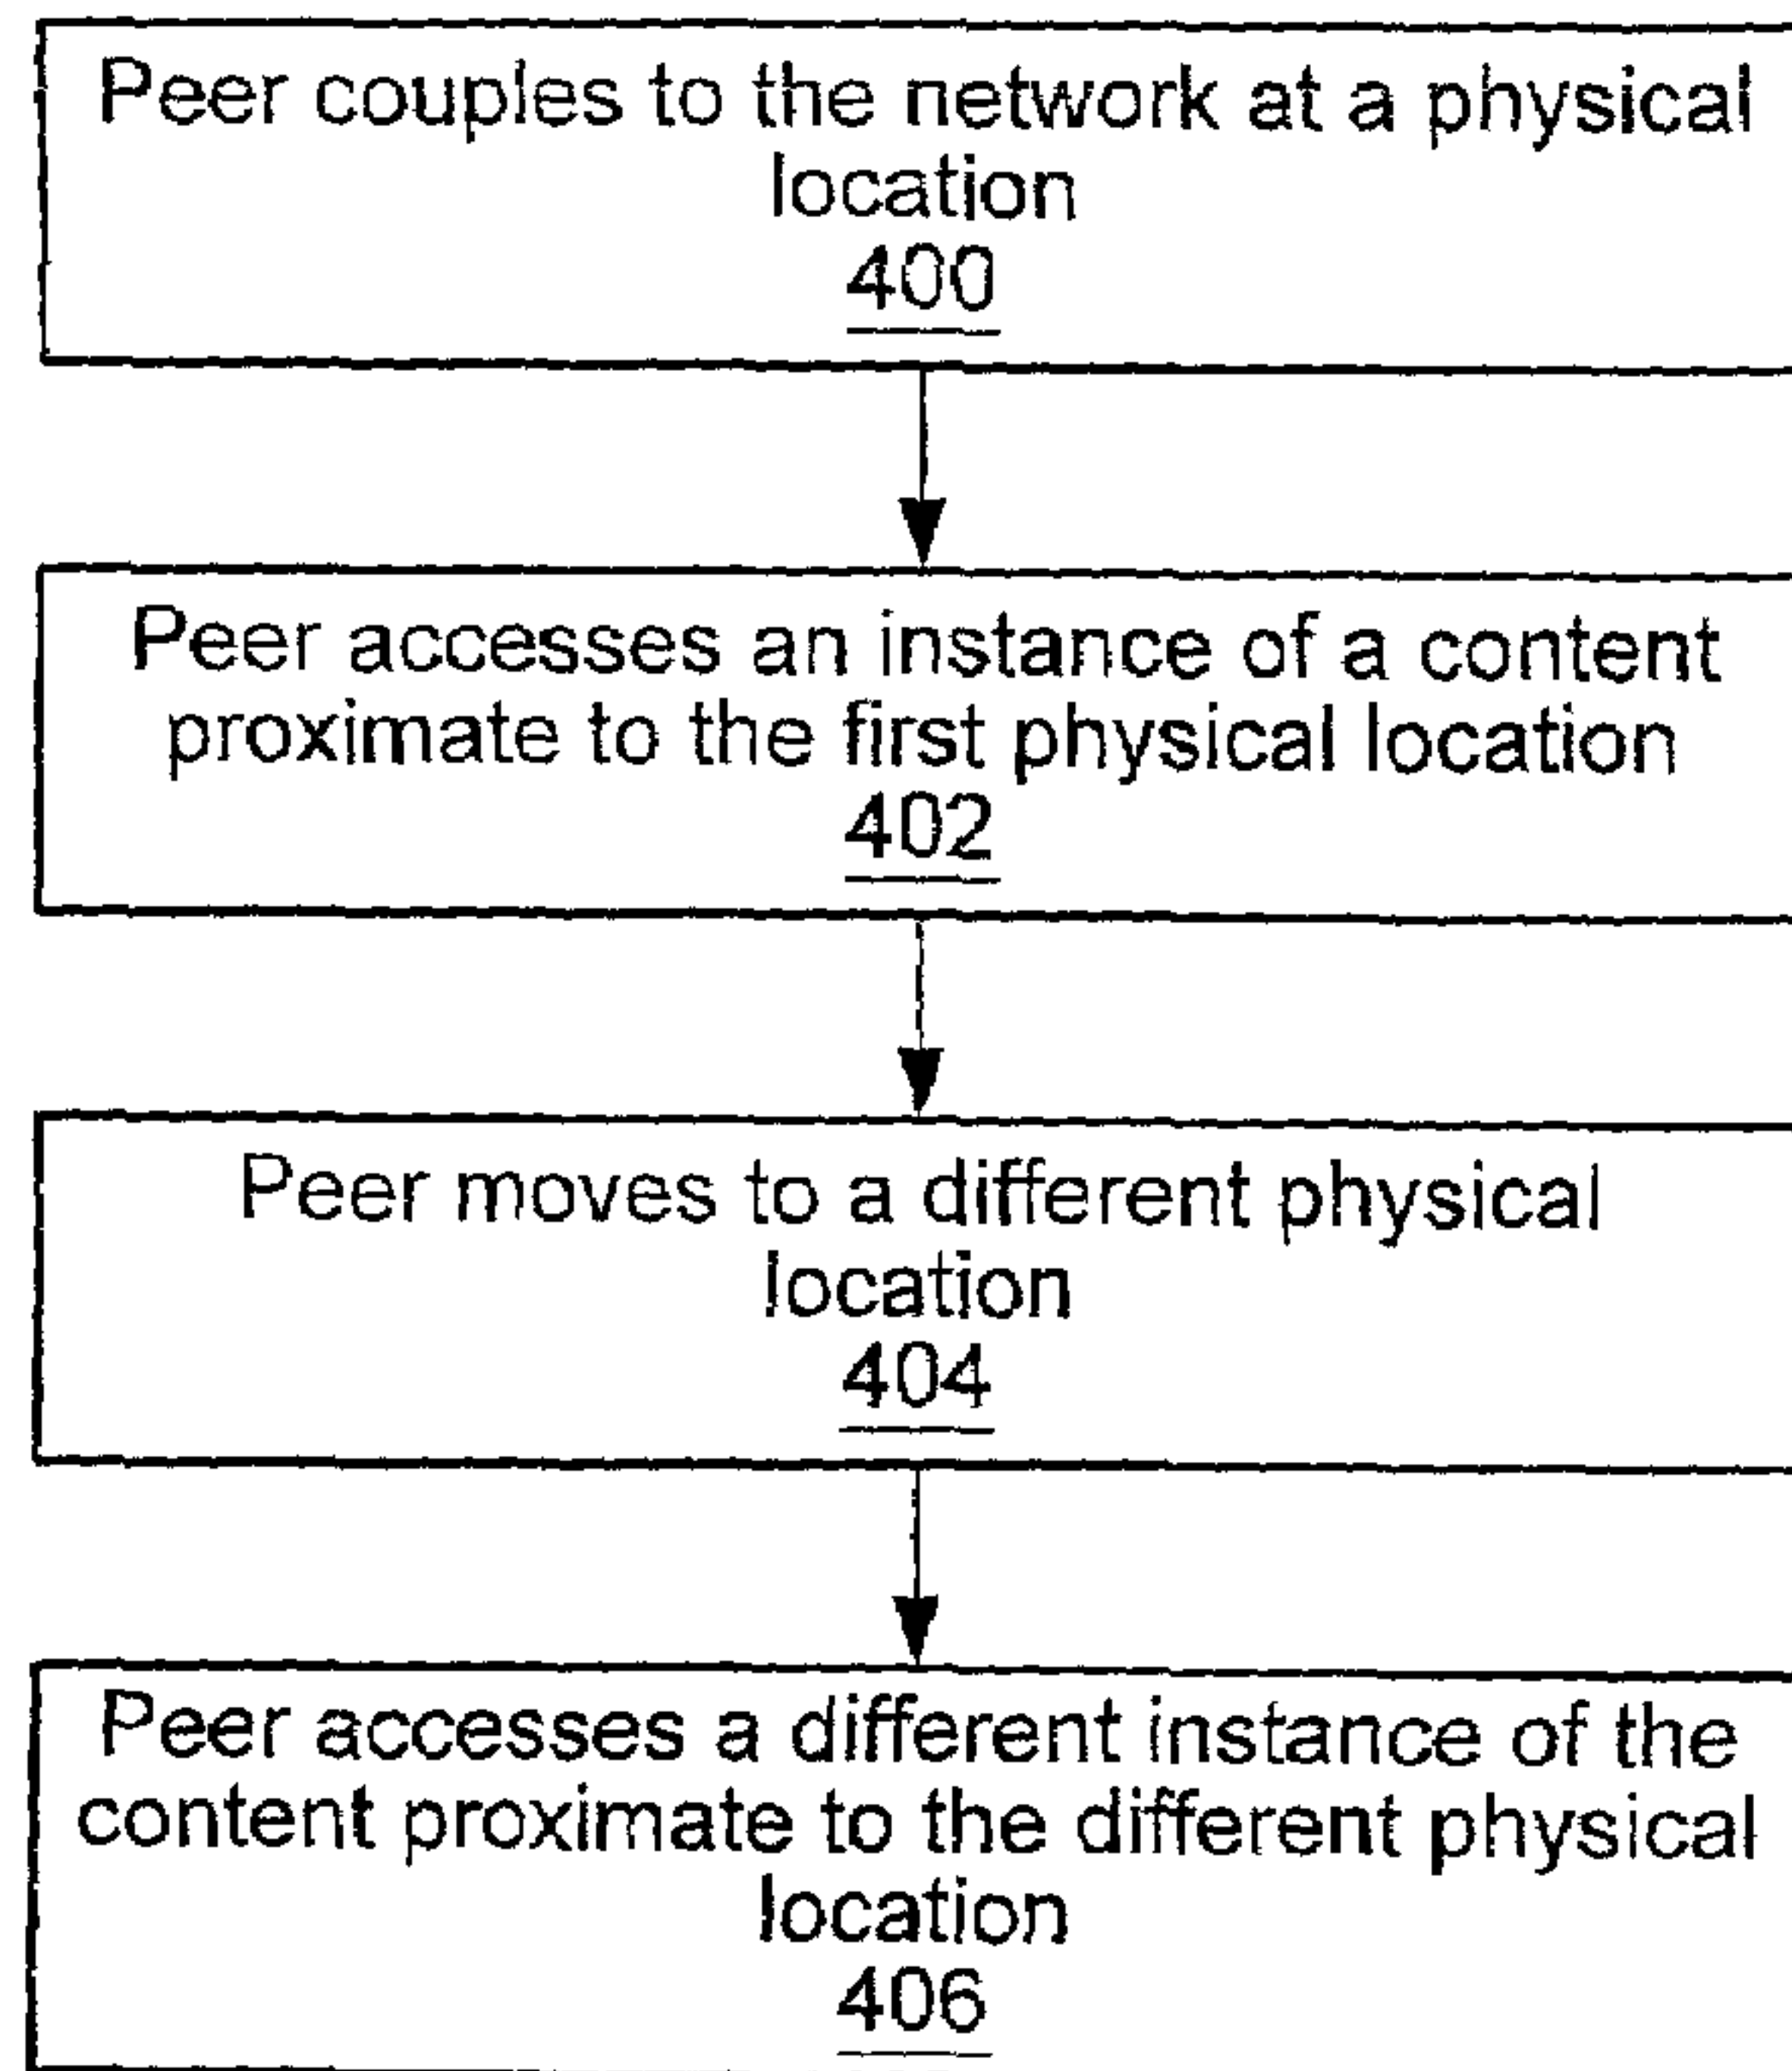 Peer couples to the network at a physical
location
400
Peer accesses an instance of a content
proximate to the first physical location
402
Peer moves to a different physical
location
404
Peer accesses a different instance of the
content proximate to the different physical
location
406